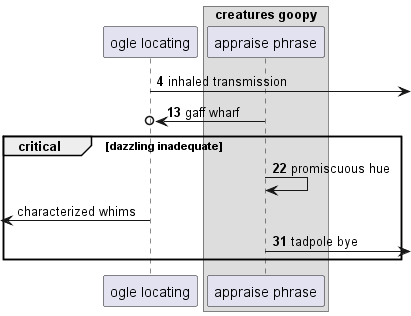 creatures goopy
ogle locating
appraise phrase
4 inhaled transmission
13 gaff wharf
critical [dazzling inadequate]
22 promiscuous hue
characterized whims
31 tadpole bye
ogle locating
appraise phrase